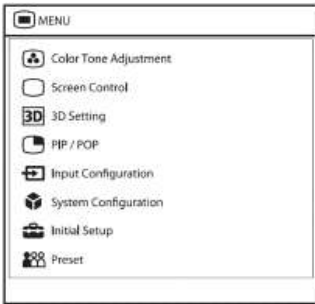 MENU
Color Tone Adjustment
Screen Control
3D 3D Setting
PIP / POP
Input Configuration
System Configuration
Initial Setup
Preset